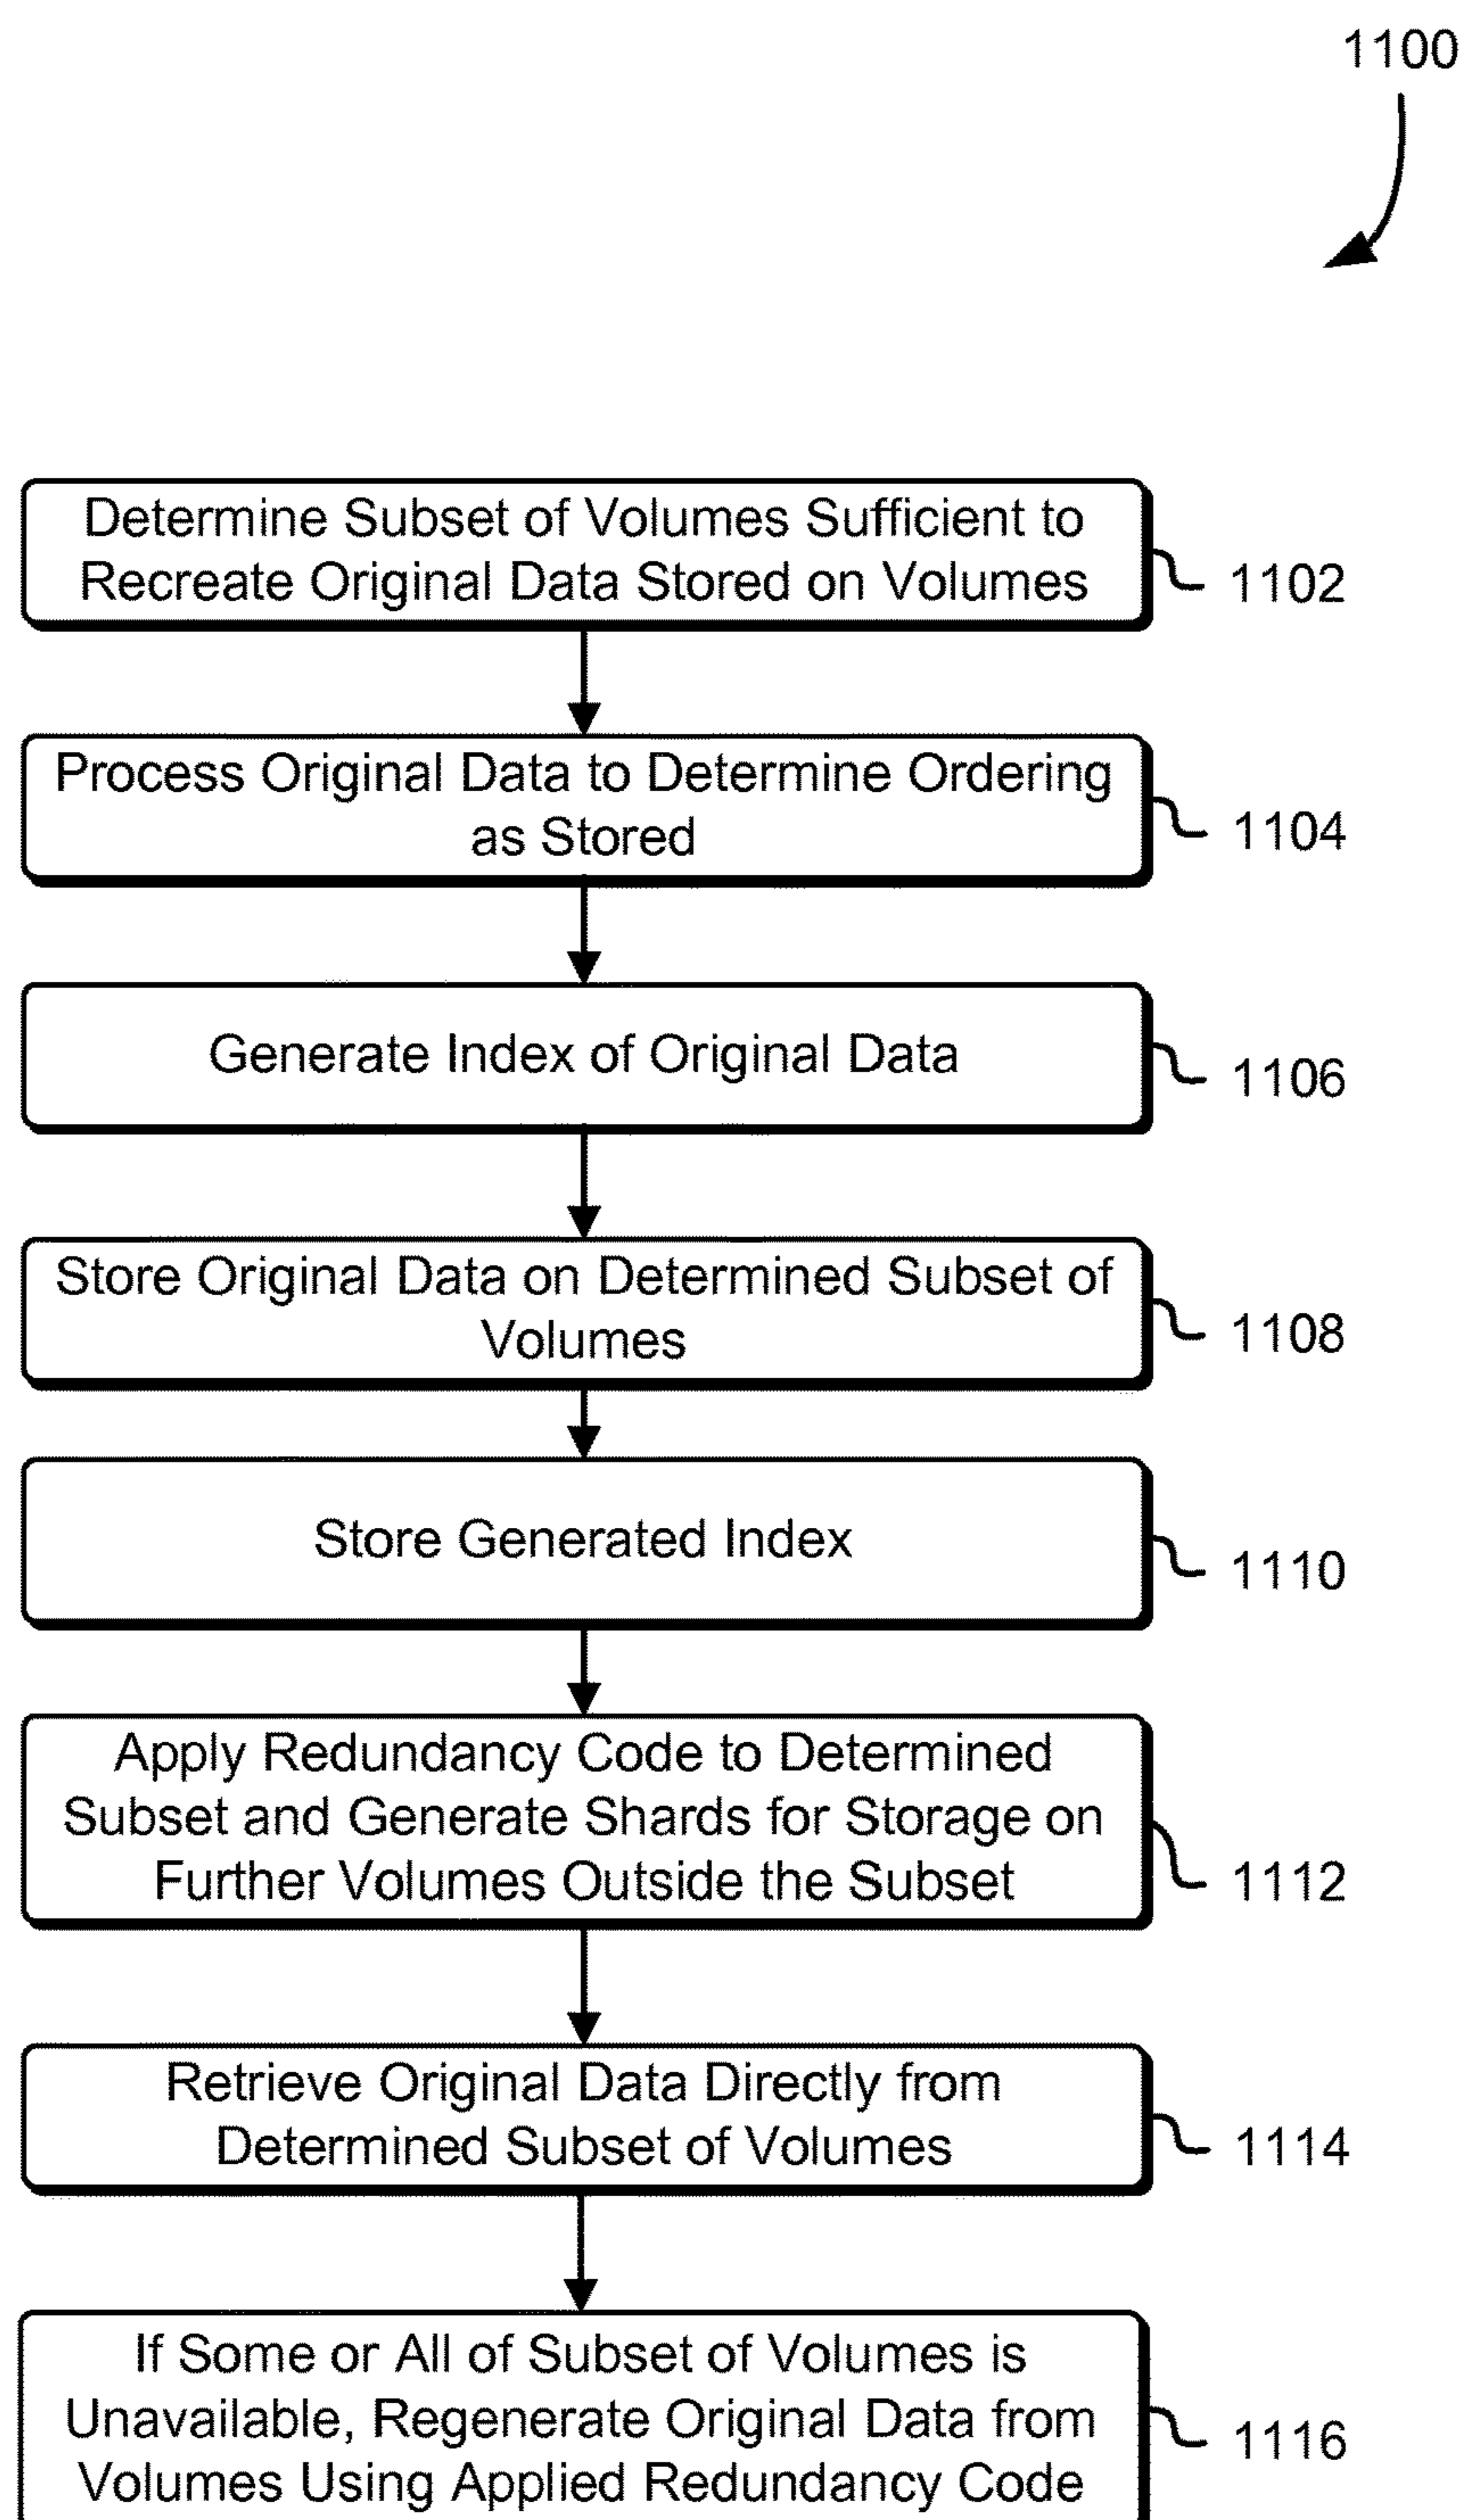 1100
Determine Subset of Volumes Sufficient to
Recreate Original Data Stored on Volumes
1102
Process Original Data to Determine Ordering
as Stored
1104
Generate Index of Original Data
1106
Store Original Data on Determined Subset of
Volumes
1108
Store Generated Index
1110
Apply Redundancy Code to Determined
Subset and Generate Shards for Storage on
Further Volumes Outside the Subset
1112
Retrieve Original Data Directly from
Determined Subset of Volumes
1114
If Some or All of Subset of Volumes is
Unavailable, Regenerate Original Data from
Volumes Using Applied Redundancy Code
1116